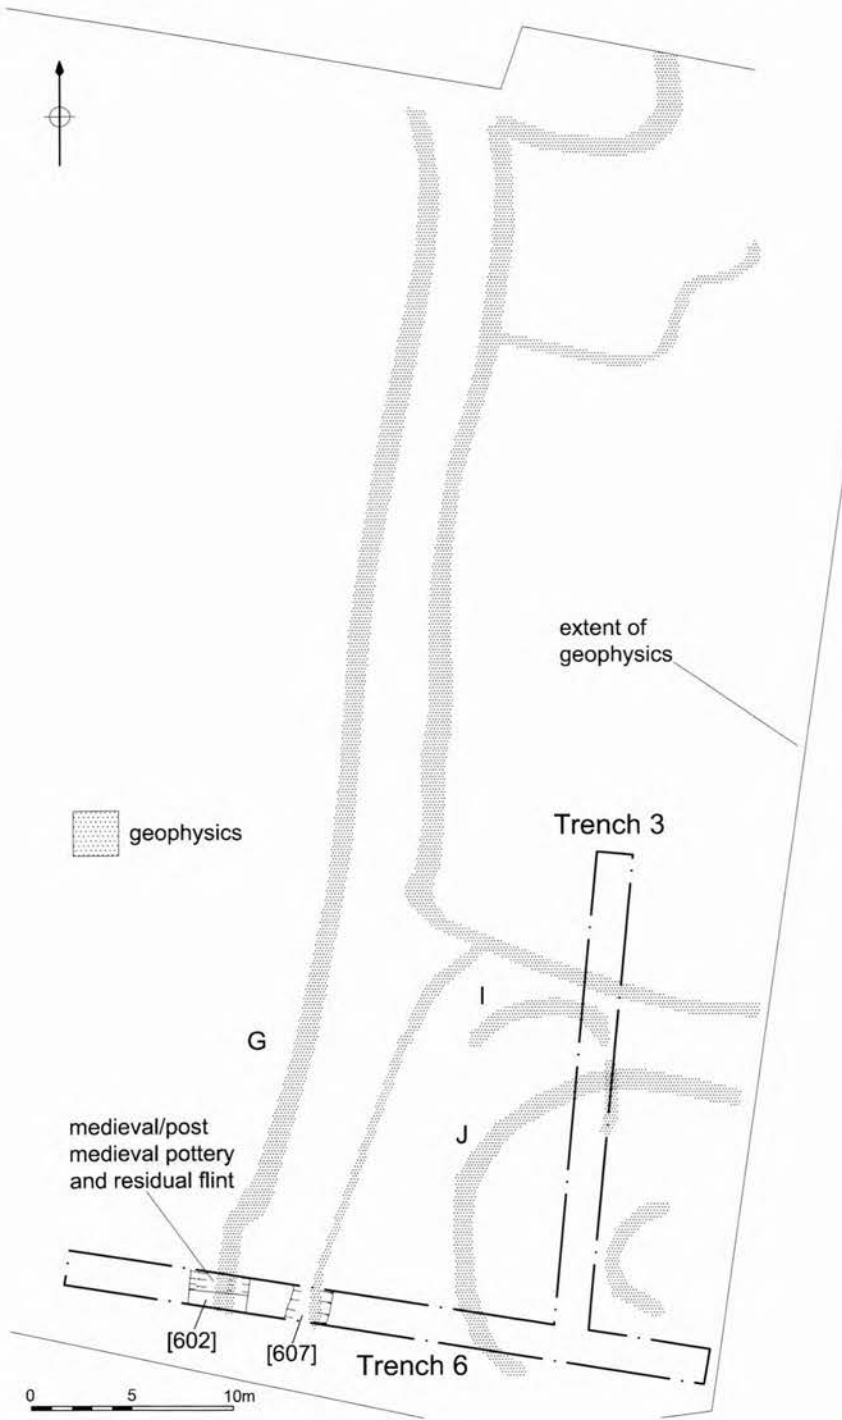 extent of
geophysics
geophysics
Trench 3
I
G
J
medieval/post
medieval pottery
and residual flint
[602]
[607]
Trench 6
0 5 10m